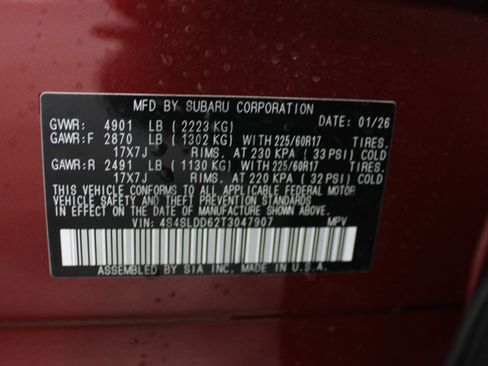 MFD BY SUBARU CORPORATION
GVWR: 4901 LB ( 2223 KG) DATE: 01/26
GAWR:F 2870 LB ( 1302 KG) WITH 225/60R17 TIRES.
17X7J RIMS, AT 230 KPA ( 33 PSI) COLD
GAWR:R 2491 LB ( 1130 KG) WITH 225/60R17 TIRES.
17X7J RIMS, AT 220 KPA ( 32 PSI) COLD
THIS VEHICLE CONFORMS TO ALL APPLICABLE FEDERAL MOTOR
VEHICLE SAFETY AND THEFT PREVENTION STANDARDS
IN EFFECT ON THE DATE OF MANUFACTURE SHOWN ABOVE.
VIN: 4S4SLDD62T3047907 MPV
ASSEMBLED BY SIA INC. MADE IN U.S.A.